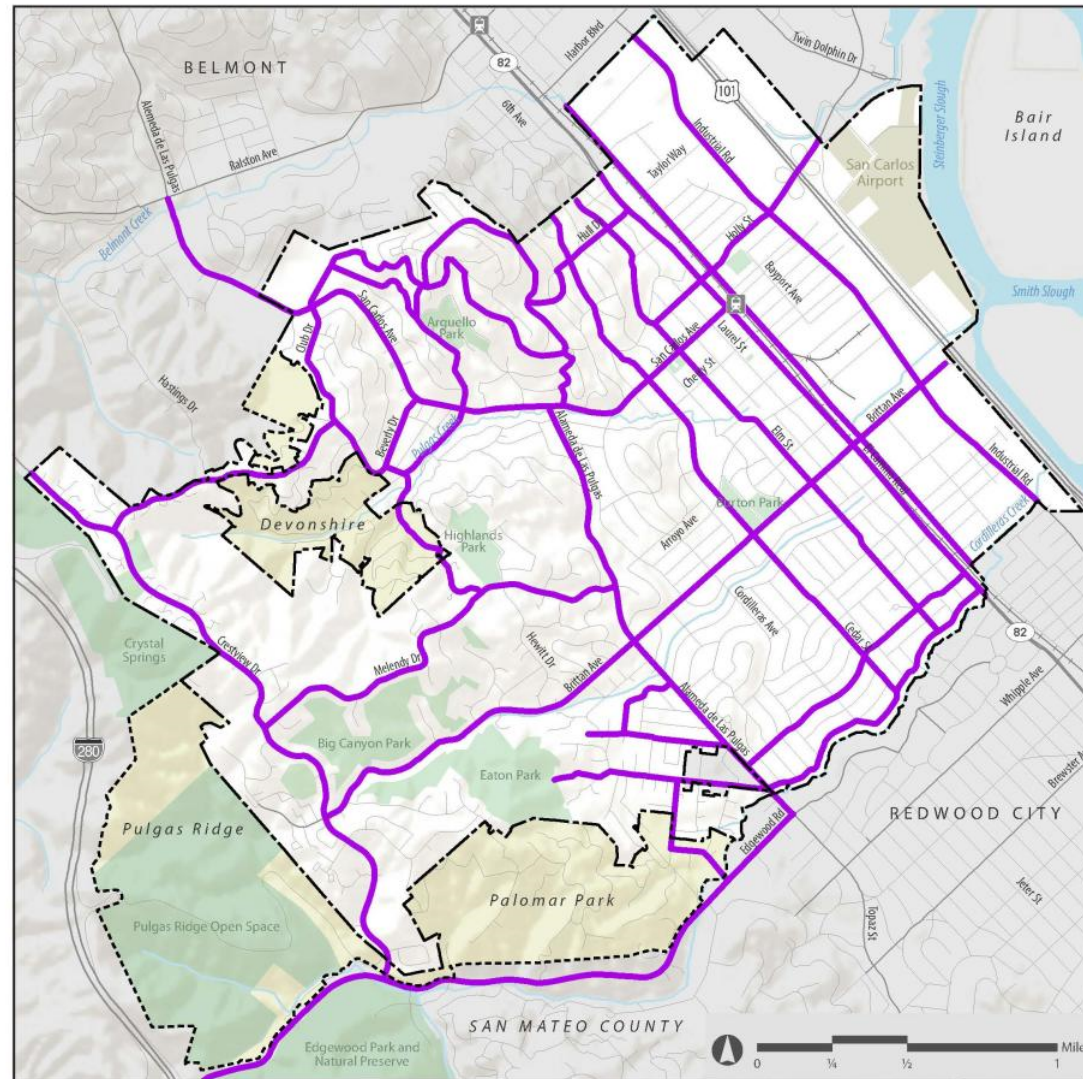 BELMONT
82
Harbor Blvd
Twin Dolphin Dr
6th Ave
101
Steinberger Slough
Bair
Island
Alameda de Las Pulgas
Ralston Ave
Taylor Way
Industrial Rd
San Carlos
Airport
Belmont Creek
Hull Dr
Holly St
Bayport Ave
Smith Slough
San Carlos Ave
Arguello
Park
Club Dr
San Carlos Ave
Laurel St
Cherry St
Hastings Dr
Beverly Dr
Pulgas Creek
Alameda de Las Pulgas
Elm St
Brittan Ave
El Camino Real
Industrial Rd
Devonshire
Highlands
Park
Arroyo Ave
Burton Park
Cordilleras Creek
Crystal
Springs
Crestview Dr
Melendy Dr
Hewitt Dr
Brittan Ave
Cordilleras Ave
Cedar St
82
Whipple Ave
280
Big Canyon Park
Eaton Park
Alameda de Las Pulgas
Brewster A
Pulgas Ridge
REDWOOD CITY
Edgewood Rd
Palomar Park
Jeter St
Pulgas Ridge Open Space
Topaz St
SAN MATEO COUNTY
Edgewood Park and
Natural Preserve
0 ¼ ½ 1 Mile